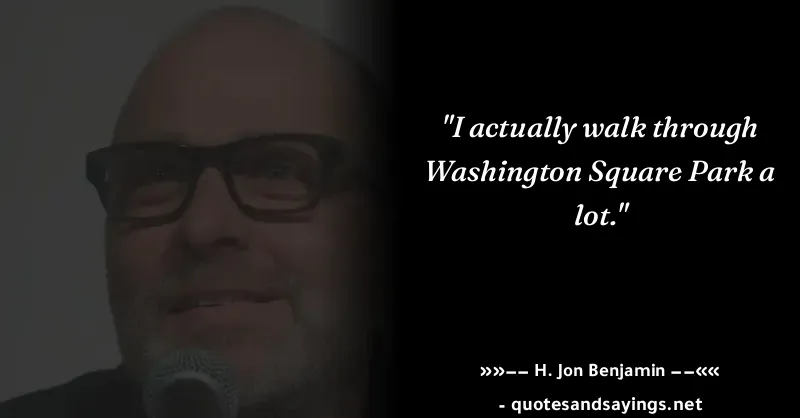 "I actually walk through
Washington Square Park a
lot."
»»−− H. Jon Benjamin −−««
- quotesandsayings.net